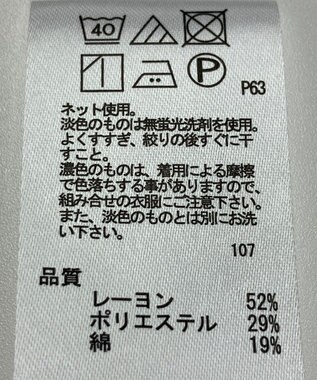 40
P
P63
ネット使用。
淡色のものは無蛍光洗剤を使用。
よくすすぎ、絞りの後すぐに干
すこと。
濃色のものは、着用による摩擦
で色落ちする事がありますので、
組み合せの衣服にご注意下さい。
また、淡色のものとは別にお洗
い下さい。
107
品質
レーヨン 52%
ポリエステル 29%
綿 19%